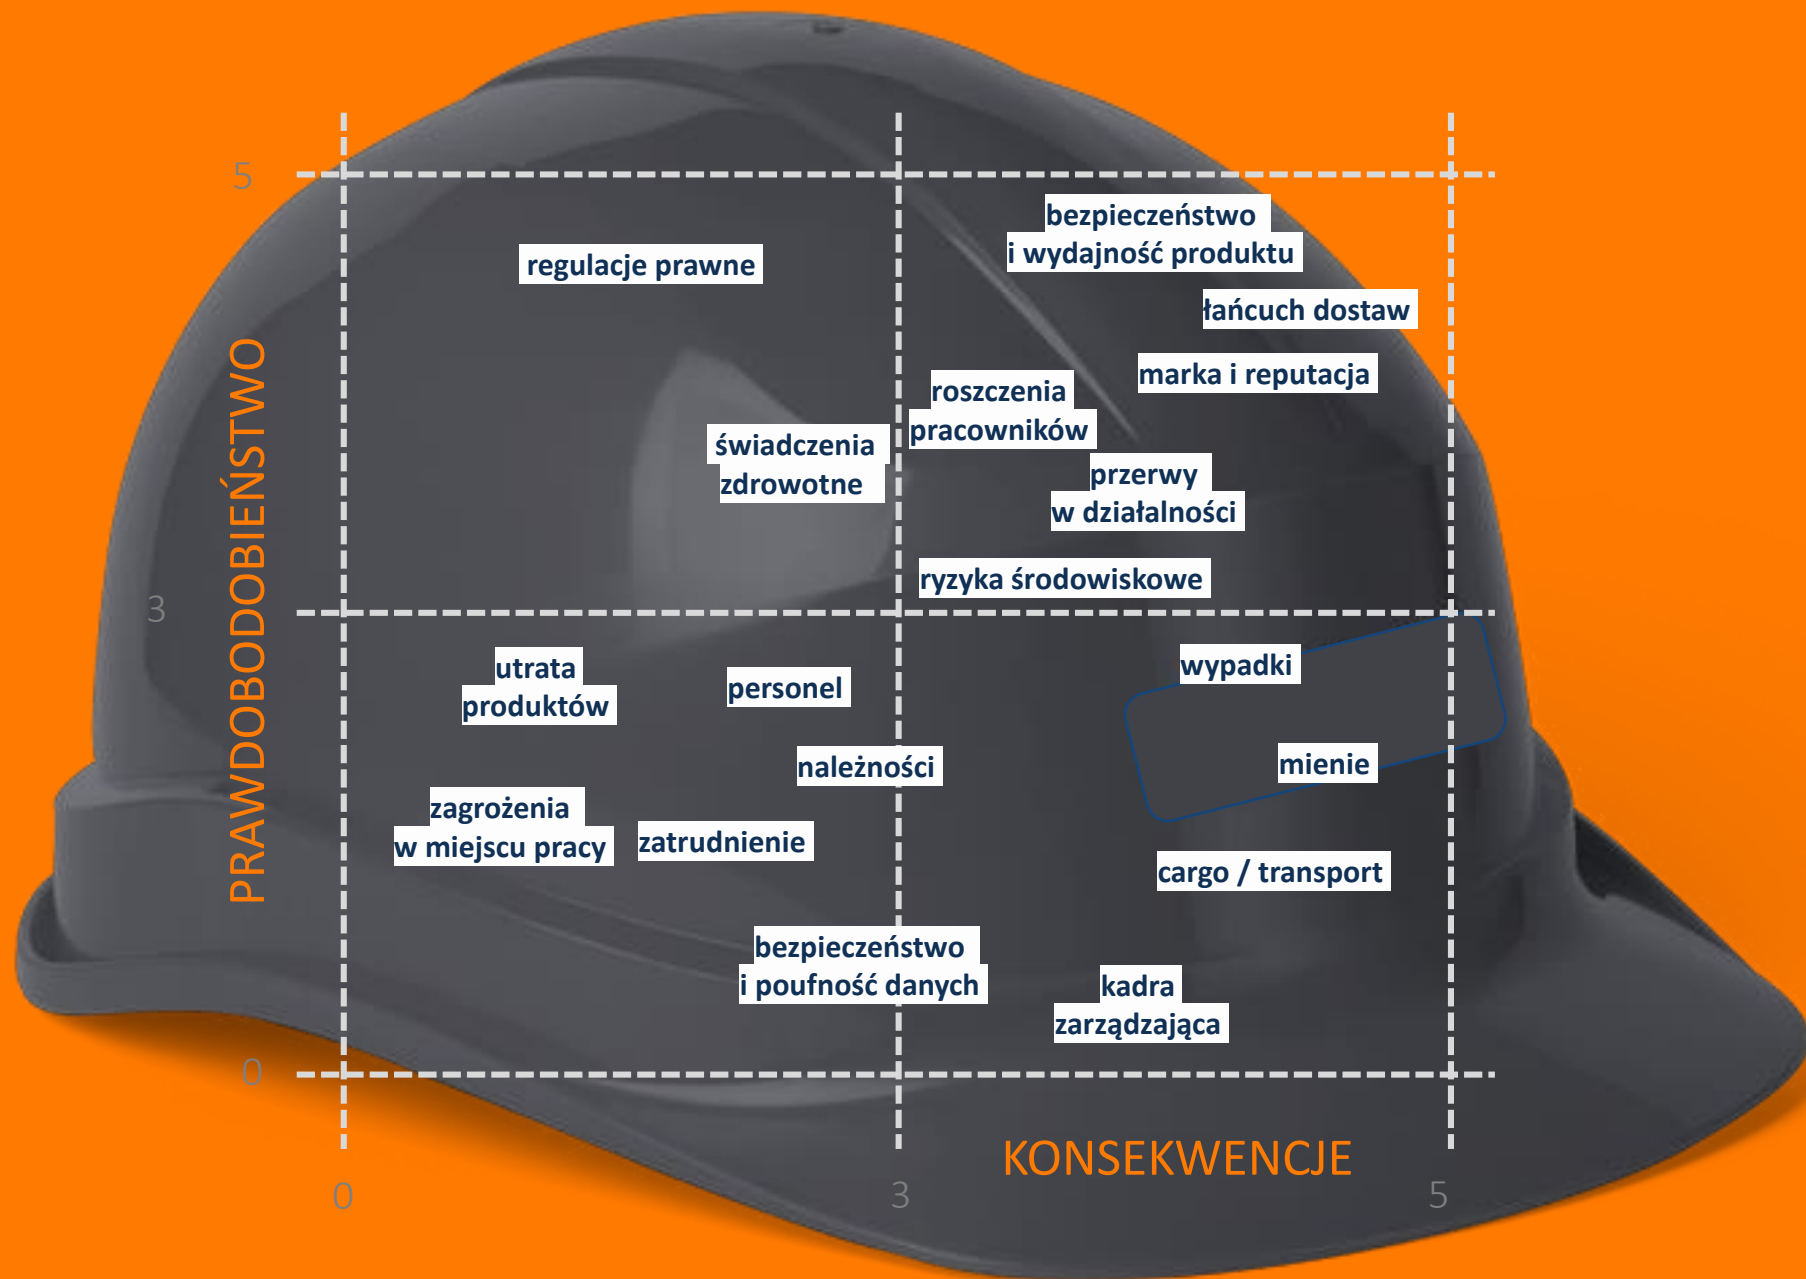 5
bezpieczeństwo
i wydajność produktu
regulacje prawne
łańcuch dostaw
marka i reputacja
roszczenia
pracowników
świadczenia
zdrowotne
przerwy
w działalności
ryzyka środowiskowe
3
PRAWDOBODOBIEŃSTWO
utrata
produktów
personel
wypadki
należności
mienie
zagrożenia
w miejscu pracy
zatrudnienie
cargo / transport
bezpieczeństwo
i poufność danych
kadra
zarządzająca
0
KONSEKWENCJE
0
3
5